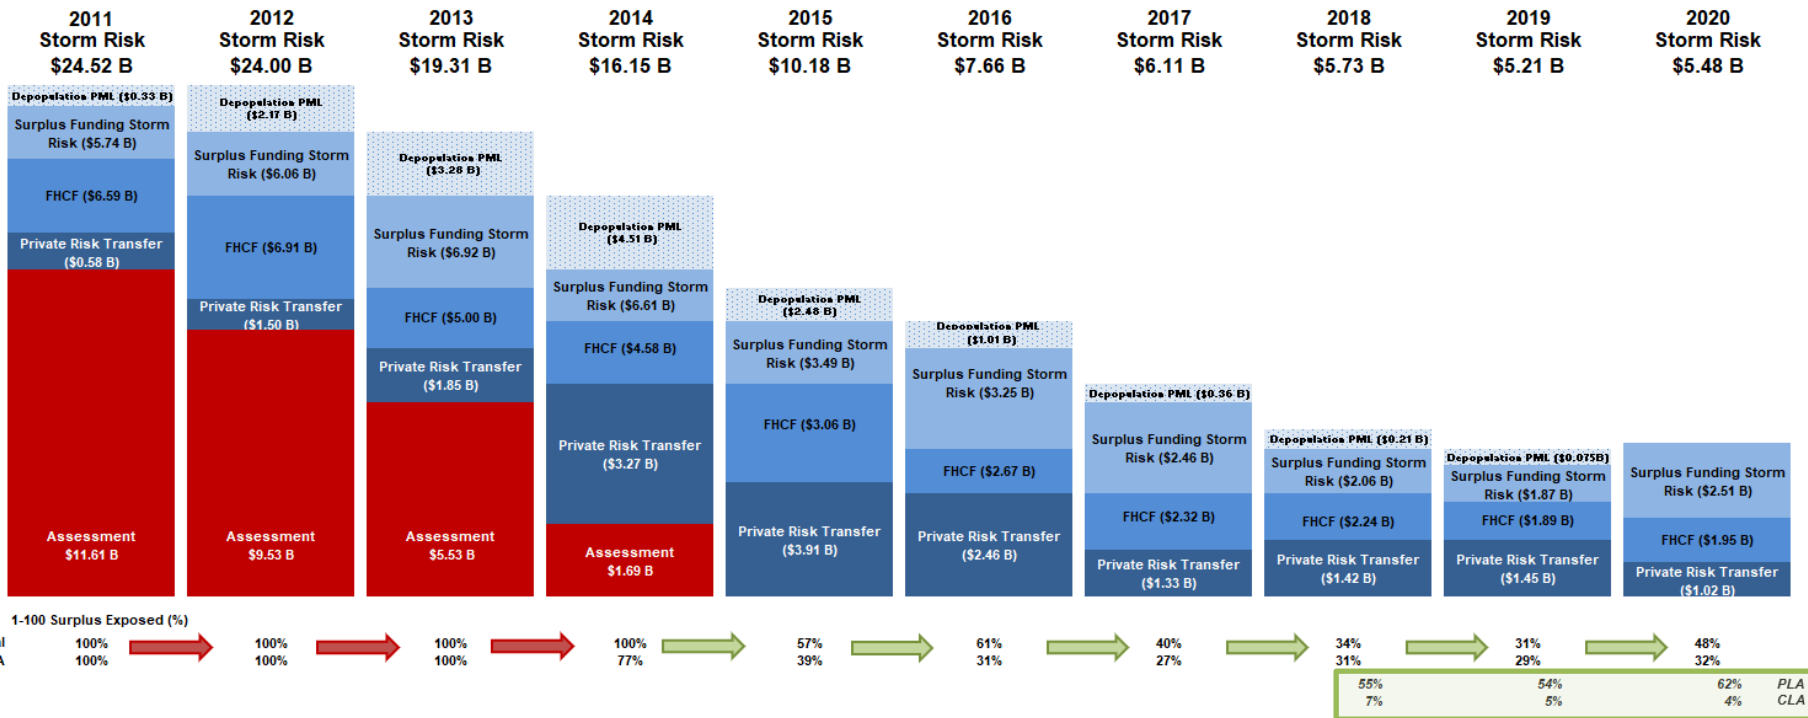 2011
Storm Risk
$24.52 B
2012
Storm Risk
$24.00 B
2013
Storm Risk
$19.31 B
2014
Storm Risk
$16.15 B
2015
Storm Risk
$10.18 B
2016
Storm Risk
$7.66 B
2017
Storm Risk
$6.11 B
2018
Storm Risk
$5.73 B
2019
Storm Risk
$5.21 B
2020
Storm Risk
$5.48 B
Depopulation PML ($0.33 B)
Surplus Funding Storm
Risk ($5.74 B)
FHCF ($6.59 B)
Private Risk Transfer
($0.58 B)
Assessment
$11.61 B
Depopulation PML
($2.17 B)
Surplus Funding Storm
Risk ($6.06 B)
FHCF ($6.91 B)
Private Risk Transfer
($1.50 B)
Assessment
$9.53 B
Depopulation PML
($3.28 B)
Surplus Funding Storm
Risk ($6.92 B)
FHCF ($5.00 B)
Private Risk Transfer
($1.85 B)
Assessment
$5.53 B
Depopulation PML
($4.51 B)
Surplus Funding Storm
Risk ($6.61 B)
FHCF ($4.58 B)
Private Risk Transfer
($3.27 B)
Assessment
$1.69 B
Depopulation PML
($2.48 B)
Surplus Funding Storm
Risk ($3.49 B)
FHCF ($3.06 B)
Private Risk Transfer
($3.91 B)
Depopulation PML
($1.01 B)
Surplus Funding Storm
Risk ($3.25 B)
FHCF ($2.67 B)
Private Risk Transfer
($2.46 B)
Depopulation PML ($0.36 B)
Surplus Funding Storm
Risk ($2.46 B)
FHCF ($2.32 B)
Private Risk Transfer
($1.33 B)
Depopulation PML ($0.21 B)
Surplus Funding Storm
Risk ($2.06 B)
FHCF ($2.24 B)
Private Risk Transfer
($1.42 B)
Depopulation PML ($0.075B)
Surplus Funding Storm
Risk ($1.87 B)
FHCF ($1.89 B)
Private Risk Transfer
($1.45 B)
Surplus Funding Storm
Risk ($2.51 B)
FHCF ($1.95 B)
Private Risk Transfer
($1.02 B)
1-100 Surplus Exposed (%)
100% 100% 100% 100% 57% 61% 40% 34% 31% 48%
100% 100% 100% 77% 39% 31% 27% 31% 29% 32%
55% 54% 62% PLA
7% 5% 4% CLA